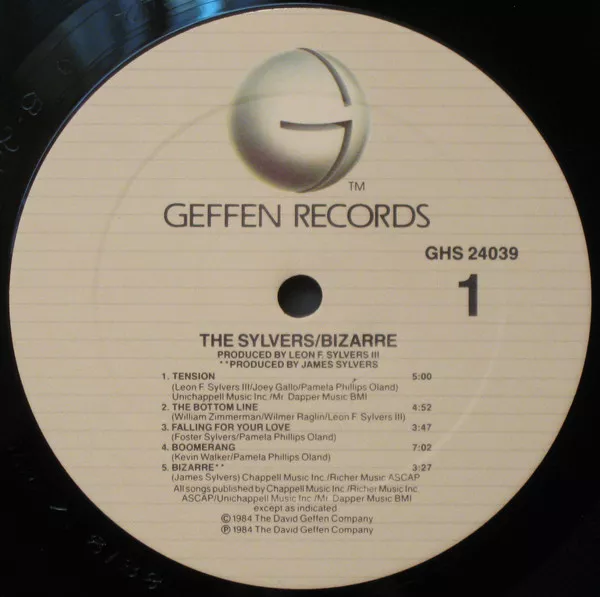 TM
GEFFEN RECORDS
GHS 24039
1
THE SYLVERS/BIZARRE
PRODUCED BY LEON F. SYLVERS III
**PRODUCED BY JAMES SYLVERS
1. TENSION 5:00
(Leon F. Sylvers III/Joey Gallo/Pamela Phillips Oland)
Unichappell Music Inc./Mr. Dapper Music BMI
2. THE BOTTOM LINE 4:52
(William Zimmerman/Wilmer Raglin/Leon F. Sylvers III)
3. FALLING FOR YOUR LOVE 3:47
(Foster Sylvers/Pamela Phillips Oland)
4. BOOMERANG 7:02
(Kevin Walker/Pamela Phillips Oland)
5. BIZARRE** 3:27
(James Sylvers) Chappell Music Inc./Richer Music ASCAP
All songs published by Chappell Music Inc./Richer Music Inc.
ASCAP/Unichappell Music Inc./Mr. Dapper Music BMI
except as indicated.
© 1984 The David Geffen Company
℗ 1984 The David Geffen Company